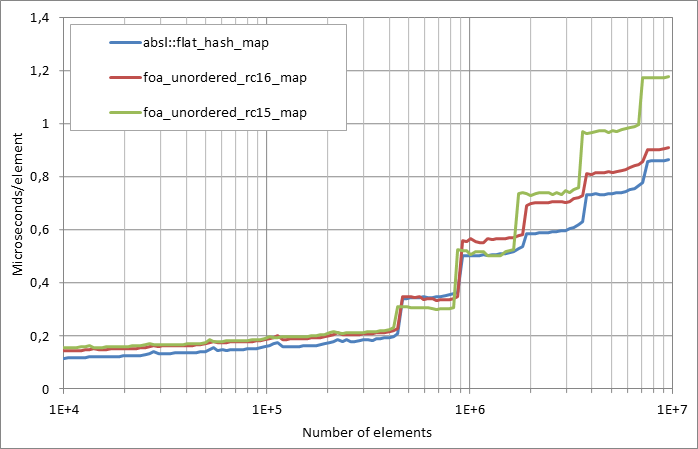 1,4
1,2
1
0,8
0,6
0,4
0,2
0
Microseconds/element
absl::flat_hash_map
foa_unordered_rc16_map
foa_unordered_rc15_map
1E+4 1E+5 1E+6 1E+7
Number of elements